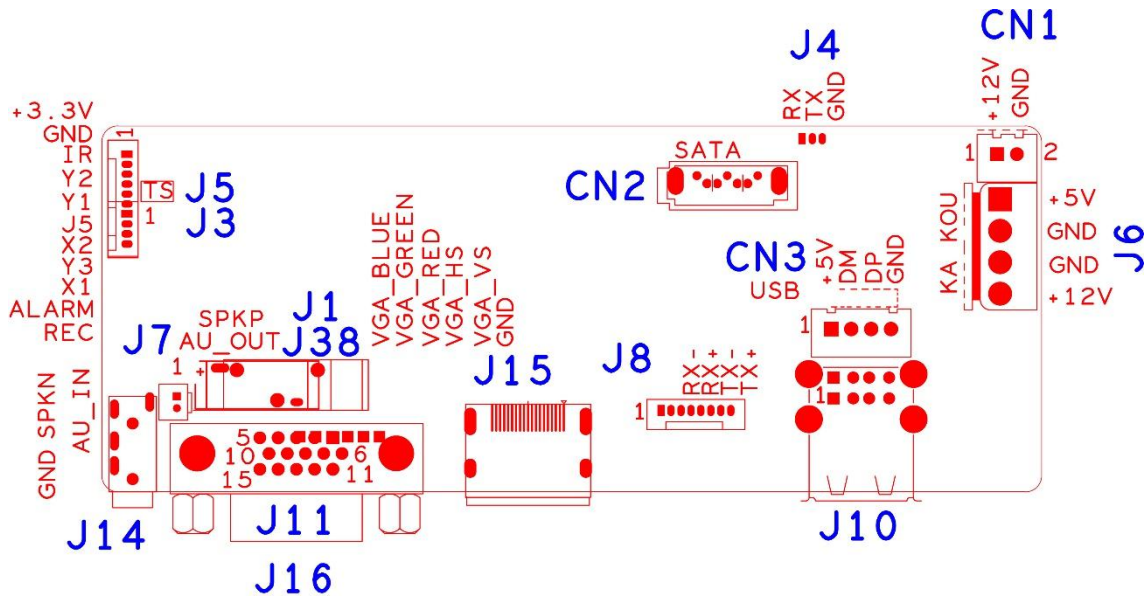 CN1
J4
+12V
GND
RX
TX
GND
+3.3V
GND
1
IR
Y2
Y1
J5
X2
Y3
X1
ALARM
REC
TS
1
J5
J3
SATA
CN2
1
2
KA KOU
+5V
GND
GND
+12V
J6
CN3
USB
+5V
DM
DP
GND
1
1
VGA_BLUE
VGA_GREEN
VGA_RED
VGA_HS
VGA_VS
GND
J1
SPKP
J7
AU_OUT
J38
1
+
J15
J8
RX-
RX+
TX-
TX+
1
AU_IN
SPKN
GND
5
10
6
15
11
J14
J11
J16
J10